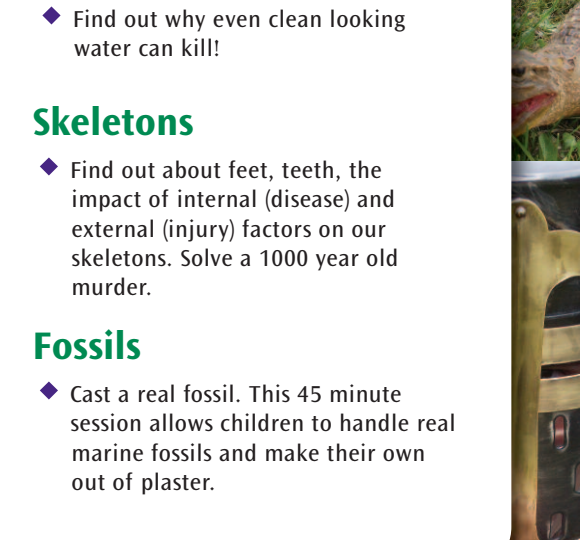 ◆ Find out why even clean looking
water can kill!
Skeletons
◆ Find out about feet, teeth, the
impact of internal (disease) and
external (injury) factors on our
skeletons. Solve a 1000 year old
murder.
Fossils
◆ Cast a real fossil. This 45 minute
session allows children to handle real
marine fossils and make their own
out of plaster.